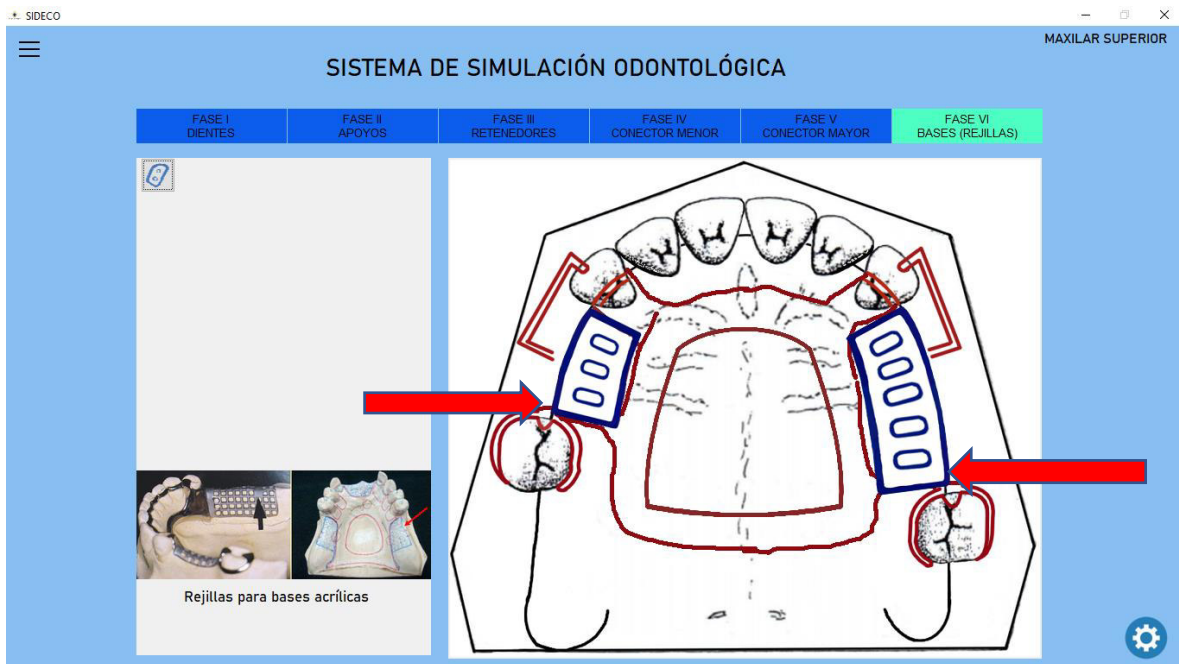 SIDECO
MAXILAR SUPERIOR
SISTEMA DE SIMULACIÓN ODONTOLÓGICA
FASE I
DIENTES
FASE II
APOYOS
FASE III
RETENEDORES
FASE IV
CONECTOR MENOR
FASE V
CONECTOR MAYOR
FASE VI
BASES (REJILLAS)
Rejillas para bases acrílicas